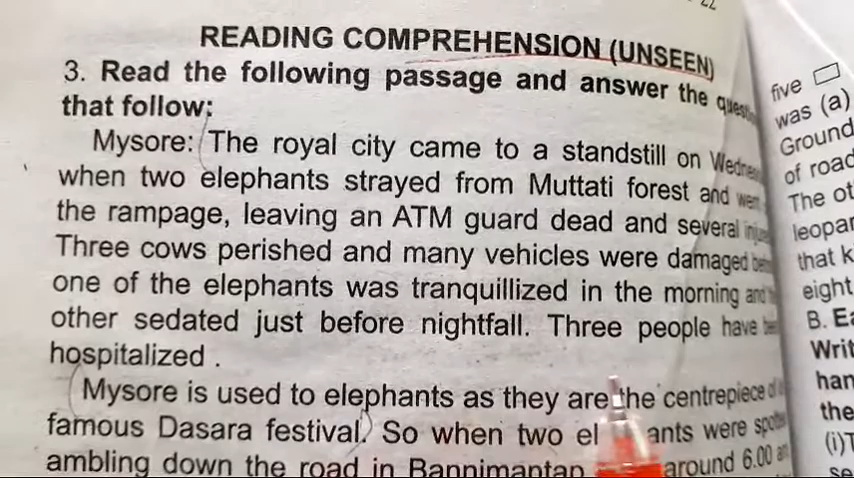 READING COMPREHENSION (UNSEEN)
3. Read the following passage and answer the
that follow:
Mysore: The royal city came to a standstill on
when two elephants strayed from Muttati forest and
the rampage, leaving an ATM guard dead and several
Three cows perished and many vehicles were damaged
one of the elephants was tranquillized in the morning and
other sedated just before nightfall. Three people have
hospitalized .
Mysore is used to elephants as they are the centrepiece
famous Dasara festival. So when two were
ambling down the road in Bannimantap around 6.00
five
was (a)
Ground
of road
The ot
leopar
that k
eight
B. Ea
Writ
han
the
(i)T
se